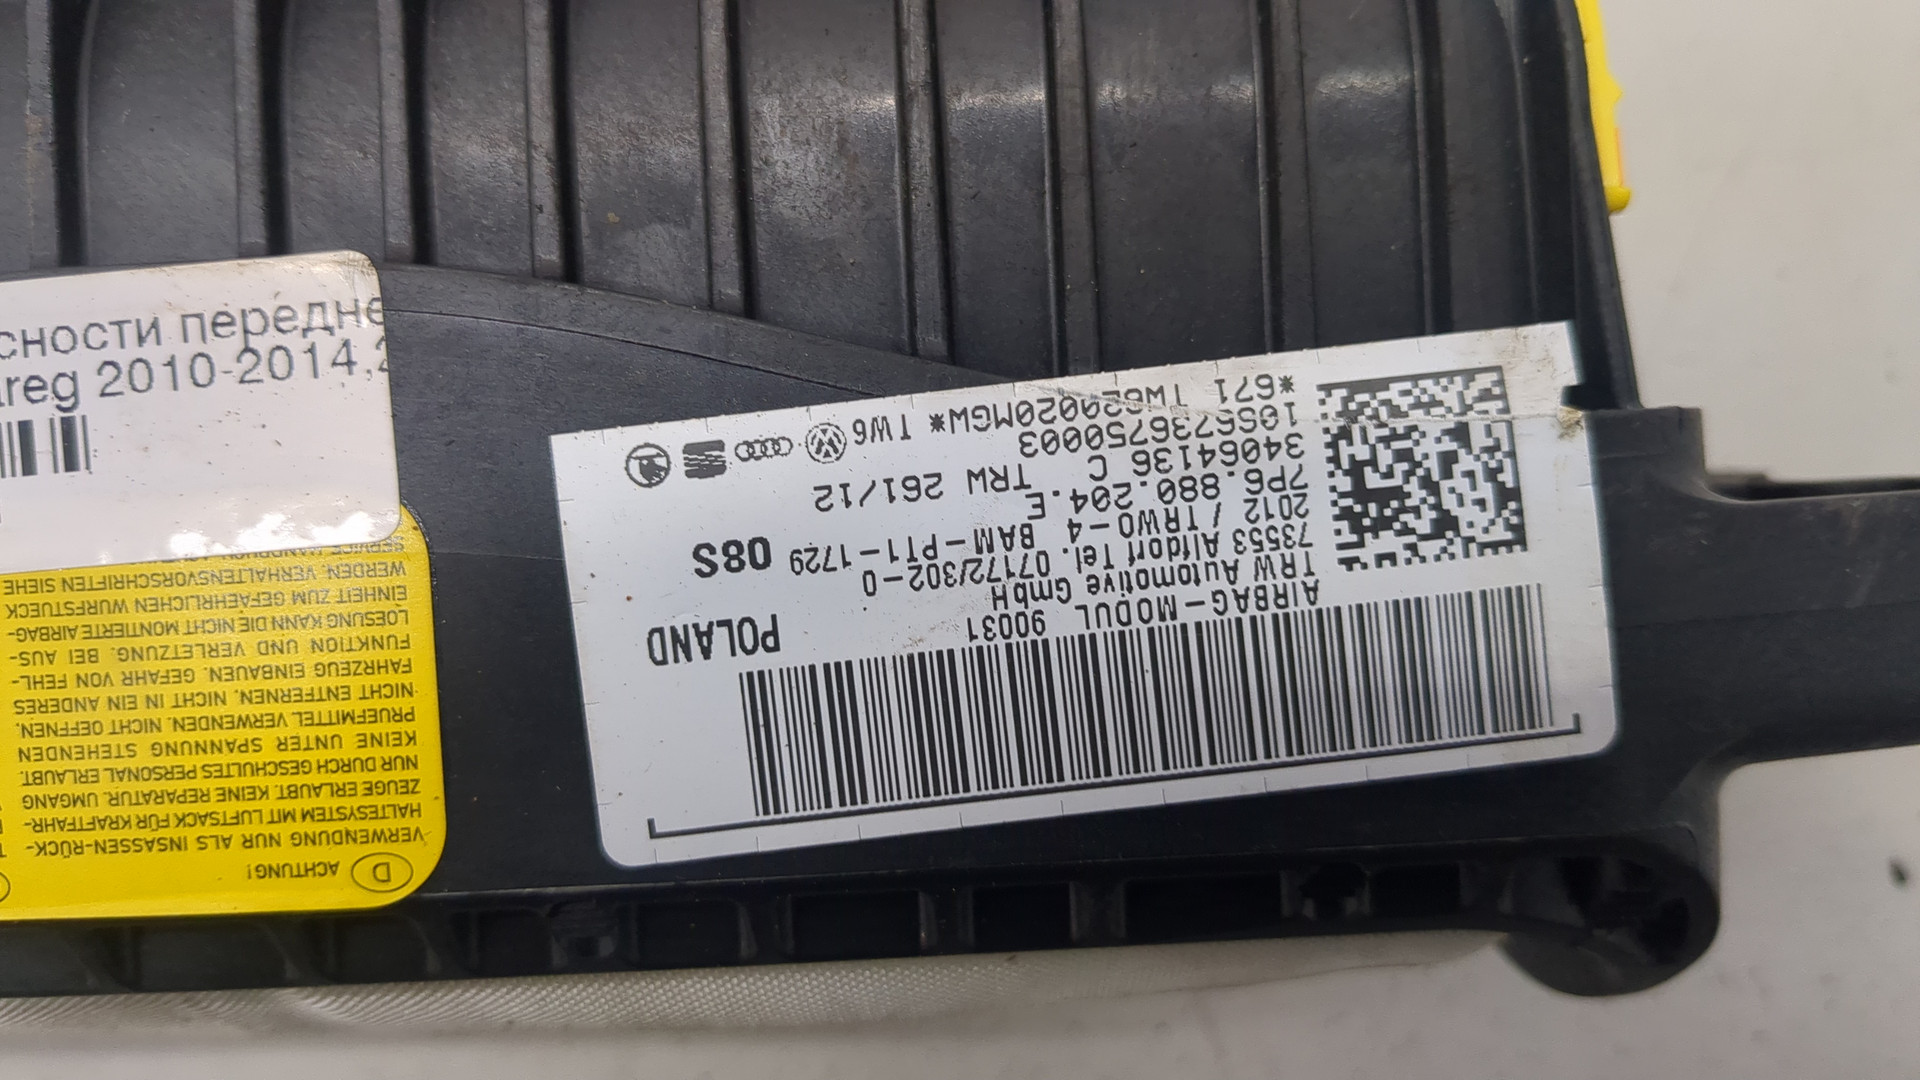 сности передне
reg 2010-2014,
D ACHTUNG!
VERWENDUNG NUR ALS INSASSEN-RÜCK-
HALTESYSTEM MIT LUFTSACK FÜR KRAFTFAHR-
ZEUGE ERLAUBT. KEINE REPARATUR. UMGANG
NUR DURCH GESCHULTES PERSONAL ERLAUBT.
KEINE UNTER SPANNUNG STEHENDEN
PRUEFMITTEL VERWENDEN. NICHT OEFFNEN,
NICHT ENTFERNEN, NICHT IN EIN ANDERES
FAHRZEUG EINBAUEN. GEFAHR VON FEHL-
FUNKTION UND VERLETZUNG. BEI AUS-
LOESUNG KANN DIE NICHT MONTIERTE AIRBAG-
EINHEIT ZUM GEFAEHRLICHEN WURFSTUECK
WERDEN. VERHALTENSVORSCHRIFTEN SIEHE
AIRBAG-MODUL 90031 POLAND
TRW Automotive GmbH
73553 Alfdorf Tel. 07172/302-0
2012 / TRW0-4 BAM-PT1-1729 08S
7P6.880.204.E
34064136 C TRW 261/12
10S6736750003
*671 TW6